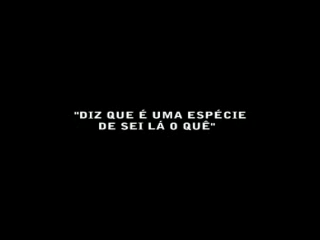 "DIZ QUE É UMA ESPÉCIE
DE SEI LÁ O QUÊ"